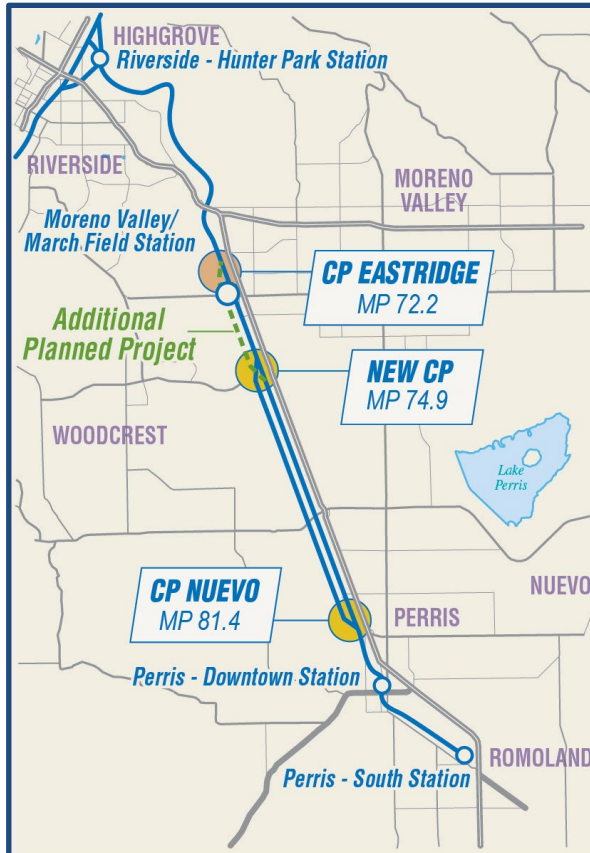 HIGHGROVE
Riverside - Hunter Park Station
RIVERSIDE
MORENO
VALLEY
Moreno Valley/
March Field Station
CP EASTRIDGE
MP 72.2
Additional
Planned Project
NEW CP
MP 74.9
WOODCREST
Lake
Perris
CP NUEVO
MP 81.4
NUEVO
PERRIS
Perris - Downtown Station
ROMOLAND
Perris - South Station